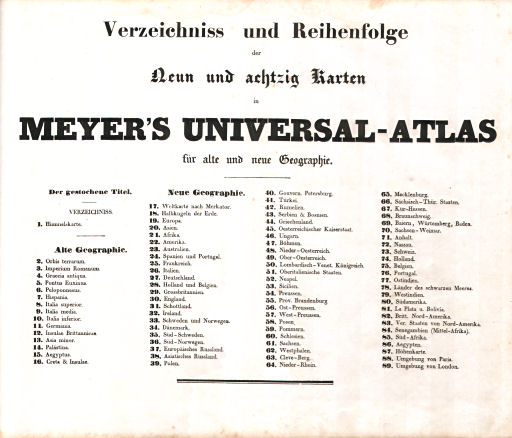 Verzeichniss und Reihenfolge
der
Neun und achtzig Karten
in
MEYER'S UNIVERSAL-ATLAS
für alte und neue Geographie.
Der gestochene Titel.
VERZEICHNISS.
1. Himmelskarte.
Alte Geographie.
2. Orbis terrarum.
3. Imperium Romanum.
4. Graecia antiqua.
5. Pontus Euxinus.
6. Peloponnesus.
7. Hispania.
8. Italia superior.
9. Italia media.
10. Italia inferior.
11. Germania.
12. Insulae Britannicae.
13. Asia minor.
14. Palästina.
15. Aegyptus.
16. Creta & Insulae.
Neue Geographie.
17. Weltkarte nach Mercator.
18. Halbkugeln der Erde.
19. Europa.
20. Asien.
21. Afrika.
22. Amerika.
23. Australien.
24. Spanien und Portugal.
25. Frankreich.
26. Italien.
27. Deutschland.
28. Holland und Belgien.
29. Grossbritannien.
30. England.
31. Schottland.
32. Ireland.
33. Schweden und Norwegen.
34. Dänemark.
35. Süd-Schweden.
36. Süd-Norwegen.
37. Europäisches Russland.
38. Asiatisches Russland.
39. Polen.
40. Gouvern. Petersburg.
41. Türkei.
42. Rumelien.
43. Serbien & Bosnien.
44. Griechenland.
45. Oesterreichischer Kaiserstaat.
46. Ungarn.
47. Böhmen.
48. Nieder-Oesterreich.
49. Ober-Oesterreich.
50. Lombardisch-Venet. Königreich.
51. Oberitalienische Staaten.
52. Neapel.
53. Sicilien.
54. Preussen.
55. Prov. Brandenburg
56. Ost-Preussen.
57. West-Preussen.
58. Posen.
59. Pommern.
60. Schlesien.
61. Sachsen.
62. Westphalen.
63. Cleve-Berg.
64. Nieder-Rhein.
65. Mecklenburg.
66. Sächsisch-Thür. Staaten.
67. Kur-Hessen.
68. Braunschweig.
69. Baiern, Würtemberg, Baden.
70. Sachsen-Weimar.
71. Anhalt.
72. Nassau.
73. Schweiz.
74. Holland.
75. Belgien.
76. Portugal.
77. Ostindien.
78. Länder des schwarzen Meeres.
79. Westindien.
80. Südamerika.
81. La Plata u. Bolivia.
82. Britt. Nord-Amerika.
83. Ver. Staaten von Nord-Amerika.
84. Senegambien (Mittel-Afrika).
85. Süd-Afrika.
86. Aegypten.
87. Höhenkarte.
88. Umgebung von Paris.
89. Umgebung von London.